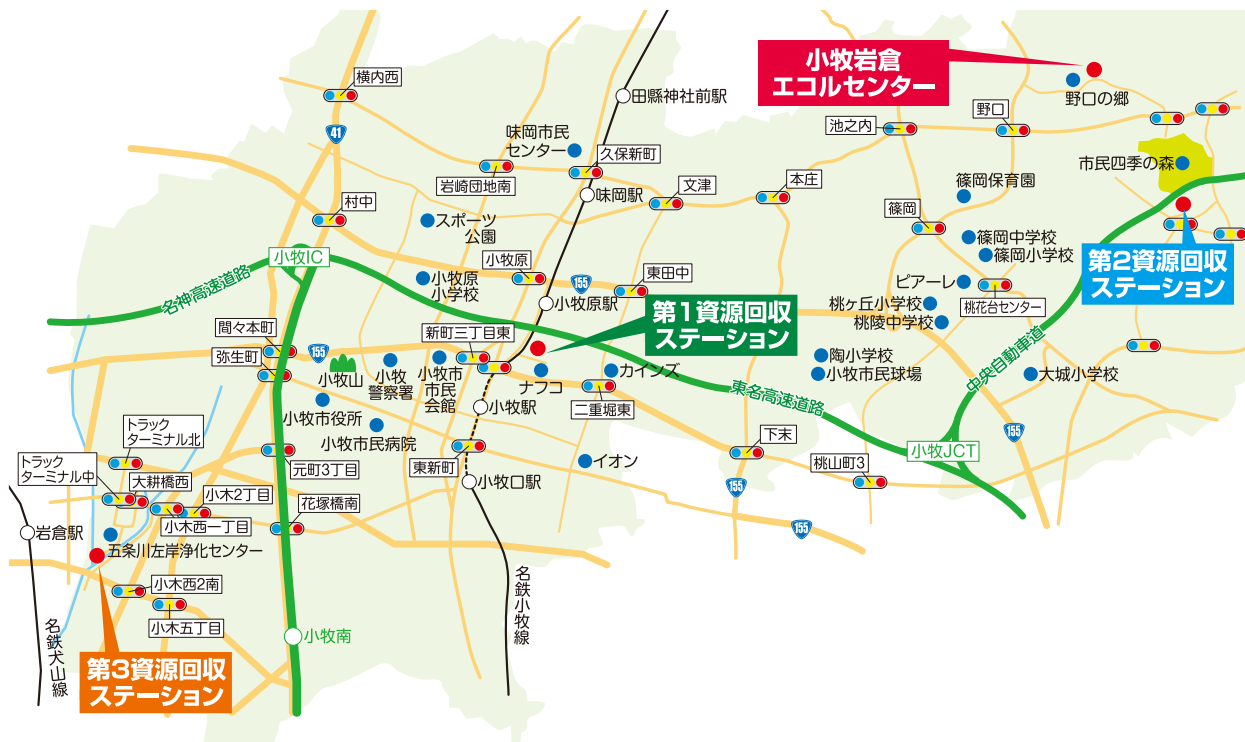 小牧岩倉
エコルセンター
横内西
野口の郷
田縣神社前駅
野口
池之内
41
味岡市民
センター
久保新町
岩崎団地南
市民四季の森
本庄
文津
篠岡保育園
味岡駅
村中
スポーツ
公園
篠岡
篠岡中学校
篠岡小学校
小牧IC
小牧原
第2資源回収
ステーション
名神高速道路
小牧原
小学校
155
東田中
ピアーレ
桃花台センター
小牧原駅
桃ヶ丘小学校
桃陵中学校
第1資源回収
ステーション
間々本町
新町三丁目東
155
弥生町
小牧山
小牧
警察署
小牧市
市民
会館
ナフコ
カインズ
陶小学校
小牧市民球場
中央自動車道
大城小学校
東名高速道路
小牧市役所
小牧駅
二重堀東
小牧市民病院
トラック
ターミナル北
下末
155
小牧JCT
トラック
ターミナル中
大耕橋西
元町3丁目
東新町
イオン
桃山町3
小牧口駅
155
小木2丁目
花塚橋南
小木西一丁目
155
岩倉駅
五条川左岸浄化センター
小木西2南
名鉄小牧線
小木五丁目
小牧南
名鉄犬山線
第3資源回収
ステーション